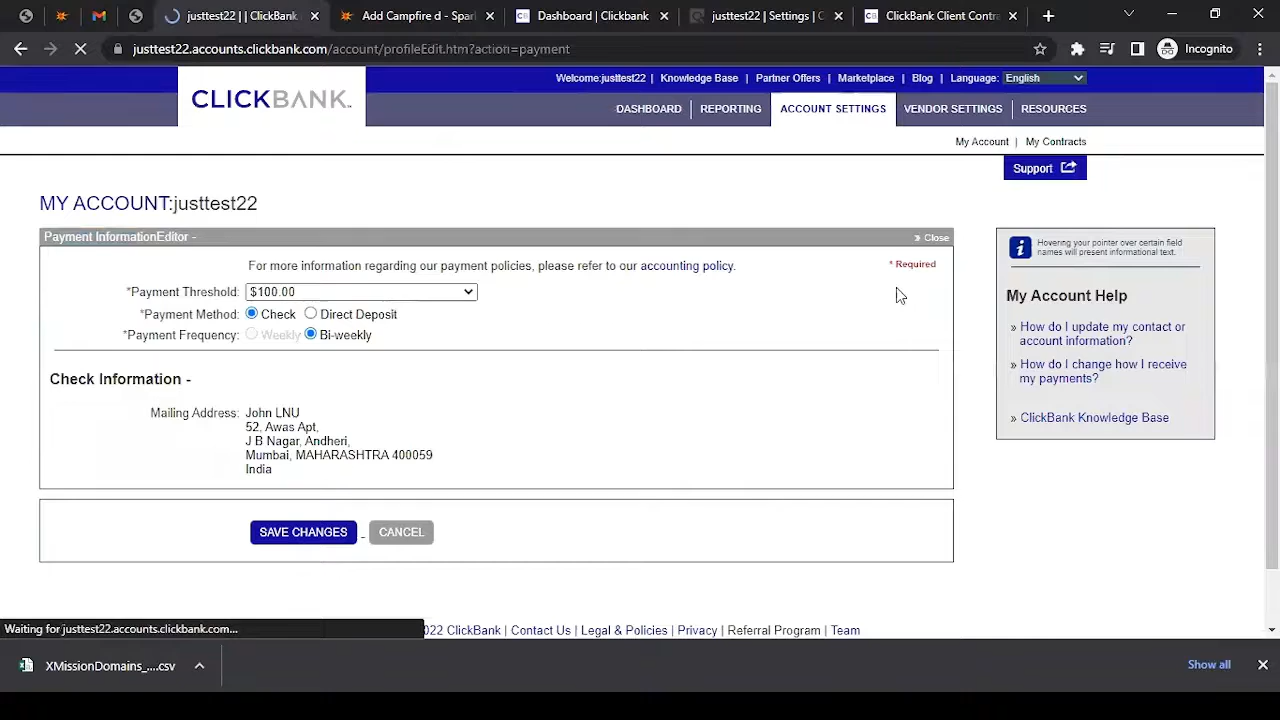 justtest22 | | ClickBank
Add Campfire d - Spar
Dashboard | Clickbank
justtest22 | Settings | C
ClickBank Client Contra
justtest22.accounts.clickbank.com/account/profileEdit.htm?action=payment
Incognito
Welcome:justtest22 | Knowledge Base | Partner Offers | Marketplace | Blog | Language: English
CLICKBANK
DASHBOARD | REPORTING | ACCOUNT SETTINGS | VENDOR SETTINGS | RESOURCES
My Account | My Contracts
Support
MY ACCOUNT:justtest22
Payment InformationEditor -
» Close
For more information regarding our payment policies, please refer to our accounting policy.
* Required
*Payment Threshold: $100.00
*Payment Method: Check Direct Deposit
*Payment Frequency: Weekly Bi-weekly
Check Information -
Mailing Address: John LNU
52, Awas Apt,
J B Nagar, Andheri,
Mumbai, MAHARASHTRA 400059
India
SAVE CHANGES - CANCEL
Hovering your pointer over certain field
names will present informational text.
My Account Help
» How do I update my contact or
account information?
» How do I change how I receive
my payments?
» ClickBank Knowledge Base
Waiting for justtest22.accounts.clickbank.com...
022 ClickBank | Contact Us | Legal & Policies | Privacy | Referral Program | Team
XMissionDomains_....csv
Show all